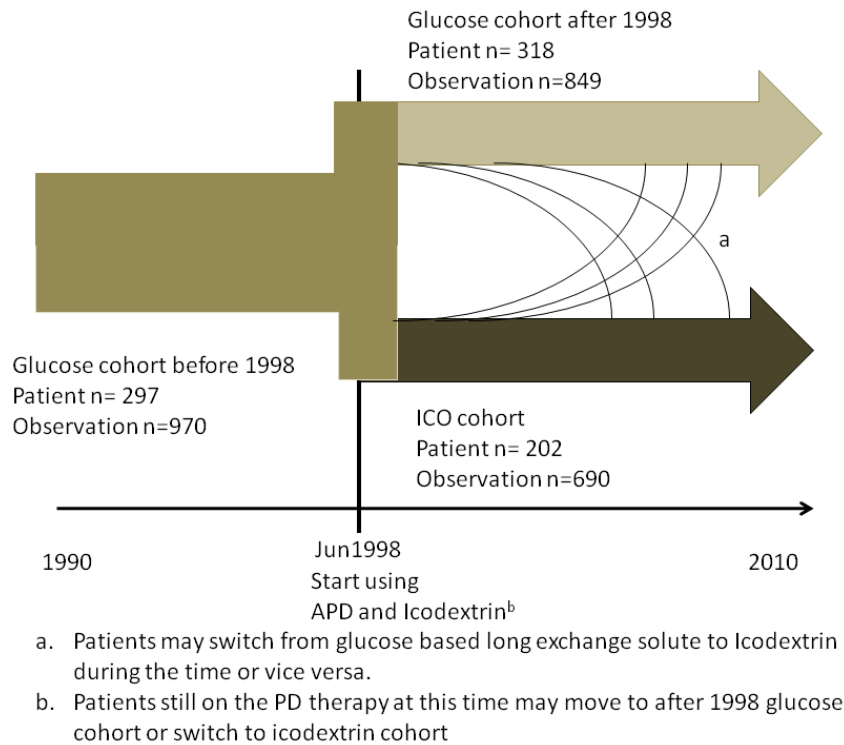 Glucose cohort after 1998
Patient n= 318
Observation n=849
a
Glucose cohort before 1998
Patient n= 297
Observation n=970
ICO cohort
Patient n= 202
Observation n=690
1990
Jun1998
Start using
APD and Icodextrinᵇ
2010
a. Patients may switch from glucose based long exchange solute to Icodextrin
during the time or vice versa.
b. Patients still on the PD therapy at this time may move to after 1998 glucose
cohort or switch to icodextrin cohort